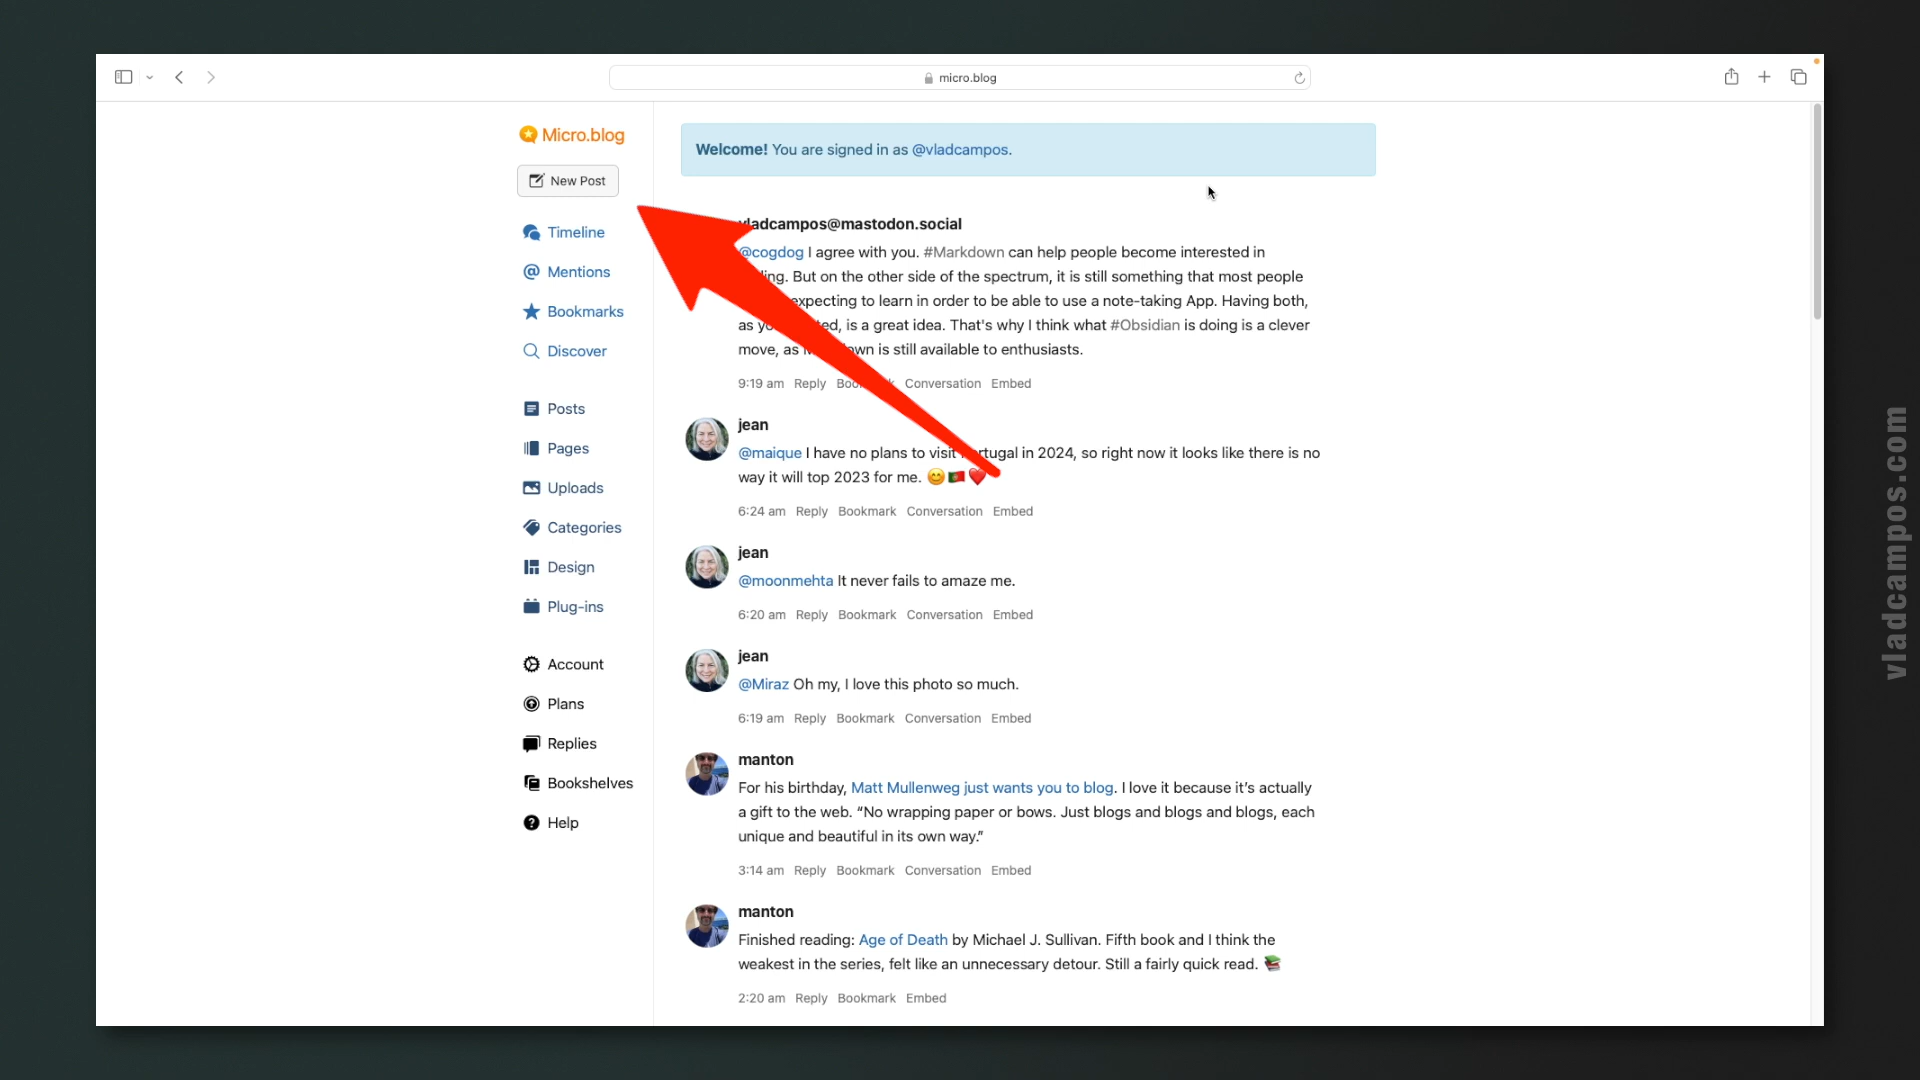 micro.blog
Micro.blog
New Post
Timeline
Mentions
Bookmarks
Discover
Posts
Pages
Uploads
Categories
Design
Plug-ins
Account
Plans
Replies
Bookshelves
Help
Welcome! You are signed in as @vladcampos.
vladcampos@mastodon.social
@cogdog I agree with you. #Markdown can help people become interested in
But on the other side of the spectrum, it is still something that most people
expecting to learn in order to be able to use a note-taking App. Having both,
as is a great idea. That's why I think what #Obsidian is doing is a clever
move, as is still available to enthusiasts.
9:19 am Reply Bookmark Conversation Embed
jean
@maique I have no plans to visit Portugal in 2024, so right now it looks like there is no
way it will top 2023 for me. 😊🇵🇹❤️
6:24 am Reply Bookmark Conversation Embed
jean
@moonmehta It never fails to amaze me.
6:20 am Reply Bookmark Conversation Embed
jean
@Miraz Oh my, I love this photo so much.
6:19 am Reply Bookmark Conversation Embed
manton
For his birthday, Matt Mullenweg just wants you to blog. I love it because it’s actually
a gift to the web. “No wrapping paper or bows. Just blogs and blogs and blogs, each
unique and beautiful in its own way.”
3:14 am Reply Bookmark Conversation Embed
manton
Finished reading: Age of Death by Michael J. Sullivan. Fifth book and I think the
weakest in the series, felt like an unnecessary detour. Still a fairly quick read. 📚
2:20 am Reply Bookmark Embed
vladcampos.com